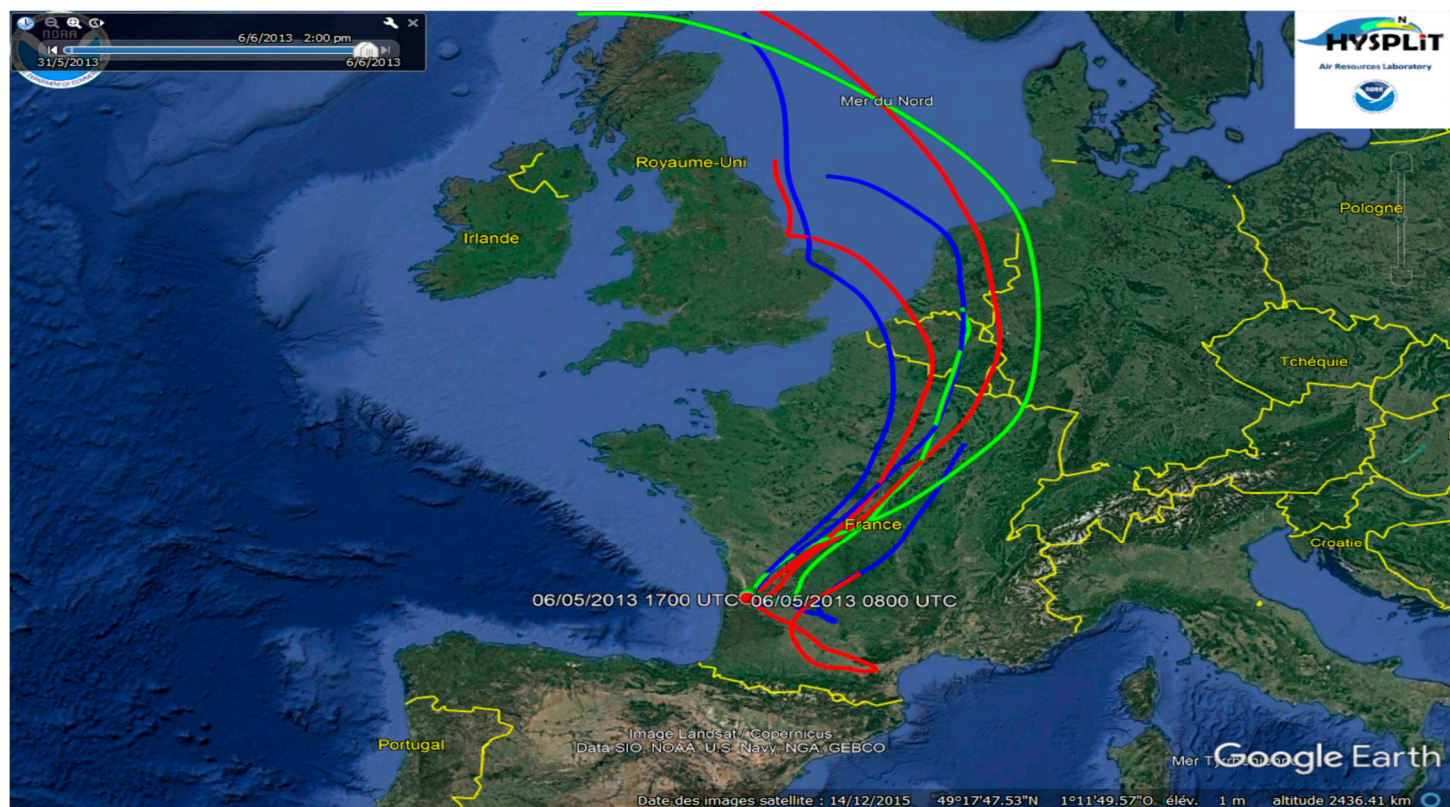 6/6/2013 2:00 pm
31/5/2013 6/6/2013
NOAA
N
HYSPLIT
Air Resources Laboratory
NOAA
Mer du Nord
Royaume-Uni
Irlande
Pologne
Tchéquie
France
Croatie
06/05/2013 1700 UTC 06/05/2013 0800 UTC
Portugal
Image Landsat / Copernicus
Data SIO, NOAA, U.S. Navy, NGA, GEBCO
Google Earth
Date des images satellite : 14/12/2015 49°17'47.53"N 1°11'49.57"O élév. 1 m altitude 2436.41 km